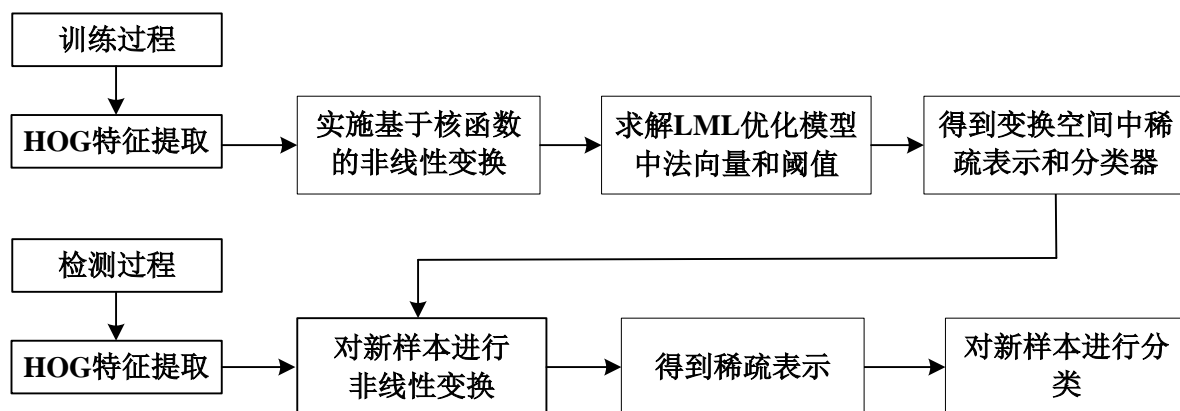 训练过程
HOG特征提取
实施基于核函数
的非线性变换
求解LML优化模型
中法向量和阈值
得到变换空间中稀
疏表示和分类器
检测过程
HOG特征提取
对新样本进行
非线性变换
得到稀疏表示
对新样本进行分
类